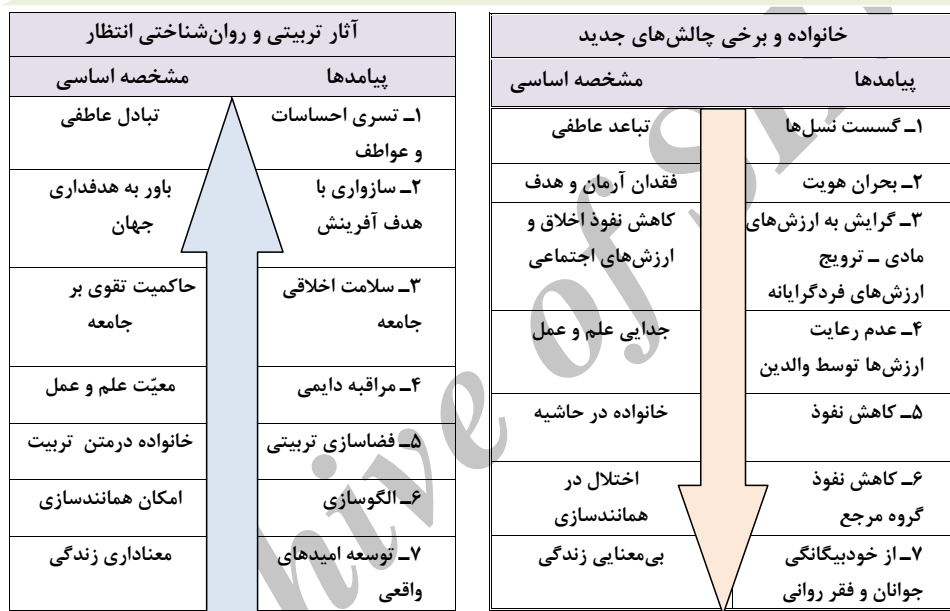 خانواده و برخی چالش‌های جدید
پیامدها مشخصه اساسی
۱ـ گسست نسل‌ها تباعد عاطفی
۲ـ بحران هویت فقدان آرمان و هدف
۳ـ گرایش به ارزش‌های کاهش نفوذ اخلاق و
مادی ـ ترویج ارزش‌های اجتماعی
ارزش‌های فردگرایانه
۴ـ عدم رعایت جدایی علم و عمل
ارزش‌ها توسط والدین
۵ـ کاهش نفوذ خانواده در حاشیه
۶ـ کاهش نفوذ اختلال در
گروه مرجع همانندسازی
۷ـ از خودبیگانگی بی‌معنایی زندگی
جوانان و فقر روانی
آثار تربیتی و روان‌شناختی انتظار
پیامدها مشخصه اساسی
۱ـ تسری احساسات تبادل عاطفی
و عواطف
۲ـ سازواری با باور به هدفداری
هدف آفرینش جهان
۳ـ سلامت اخلاقی حاکمیت تقوی بر
جامعه جامعه
۴ـ مراقبه دایمی معیّت علم و عمل
۵ـ فضاسازی تربیتی خانواده درمتن تربیت
۶ـ الگوسازی امکان همانندسازی
۷ـ توسعه امیدهای معناداری زندگی
واقعی
hive of S